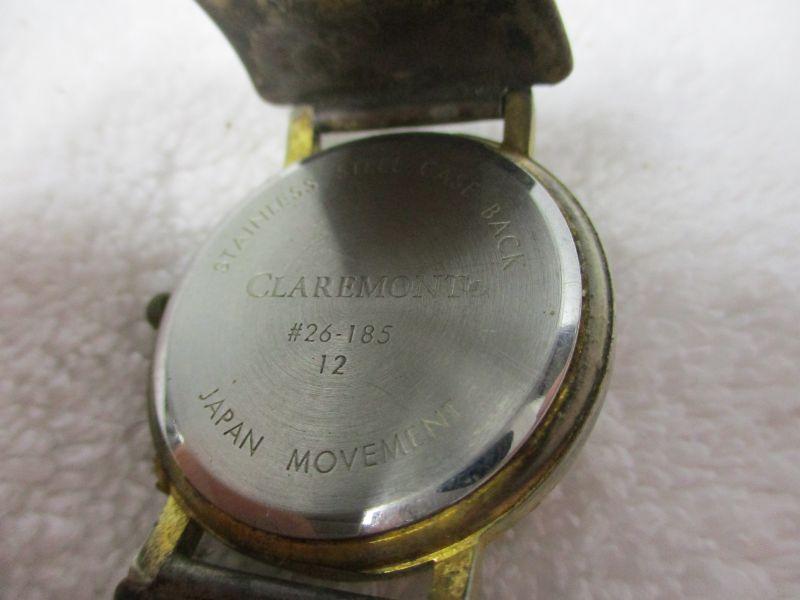 STAINLESS STEEL CASE BACK
CLAREMONT
#26-185
12
JAPAN MOVEMENT